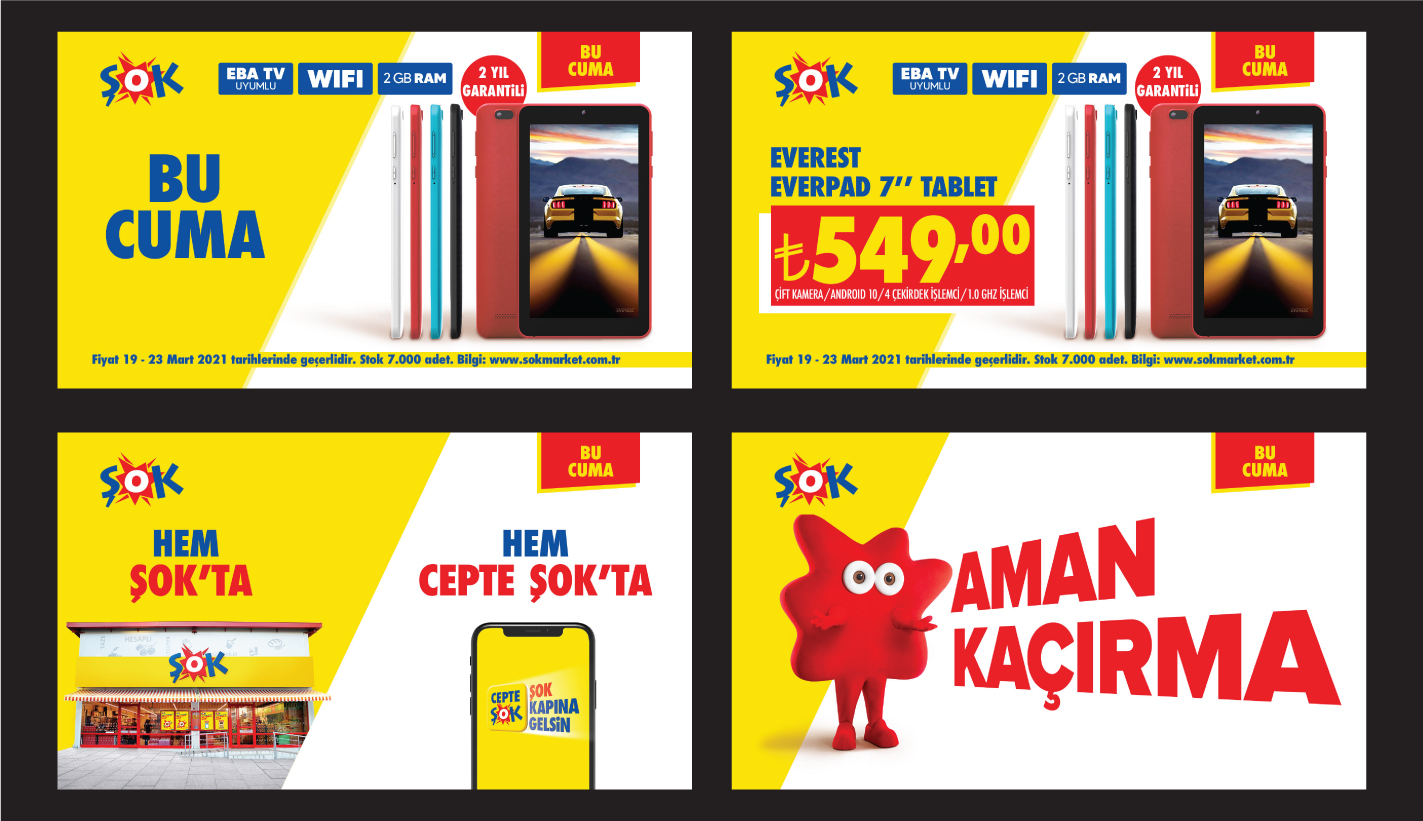 ŞOK
EBA TV
UYUMLU
WIFI
2 GB RAM
2 YIL
GARANTİLİ
BU
CUMA
BU
CUMA
Fiyat 19 - 23 Mart 2021 tarihlerinde geçerlidir. Stok 7.000 adet. Bilgi: www.sokmarket.com.tr
ŞOK
EBA TV
UYUMLU
WIFI
2 GB RAM
2 YIL
GARANTİLİ
BU
CUMA
EVEREST
EVERPAD 7’’ TABLET
₺549,00
ÇİFT KAMERA/ANDROID 10/4 ÇEKİRDEK İŞLEMCİ/1.0 GHZ İŞLEMCİ
Fiyat 19 - 23 Mart 2021 tarihlerinde geçerlidir. Stok 7.000 adet. Bilgi: www.sokmarket.com.tr
ŞOK
BU
CUMA
HEM
ŞOK’TA
HEM
CEPTE ŞOK’TA
HESAPLI
ŞOK
CEPTE
ŞOK
ŞOK
KAPINA
GELSİN
ŞOK
BU
CUMA
AMAN
KAÇIRMA